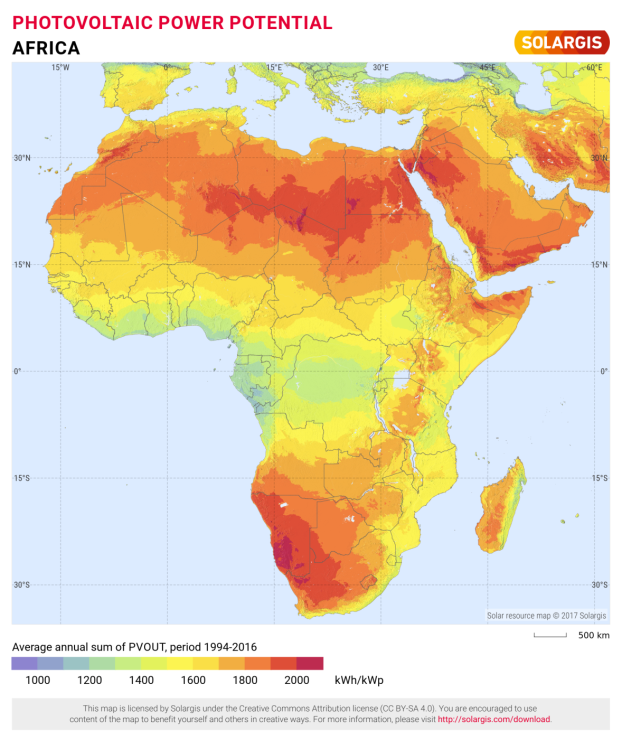 PHOTOVOLTAIC POWER POTENTIAL
AFRICA
SOLARGIS
15°W 0° 15°E 30°E 45°E 60°E
30°N 30°N
15°N 15°N
0° 0°
15°S 15°S
30°S 30°S
Solar resource map © 2017 Solargis
500 km
Average annual sum of PVOUT, period 1994-2016
1000 1200 1400 1600 1800 2000 kWh/kWp
This map is licensed by Solargis under the Creative Commons Attribution license (CC BY-SA 4.0). You are encouraged to use
content of the map to benefit yourself and others in creative ways. For more information, please visit http://solargis.com/download.